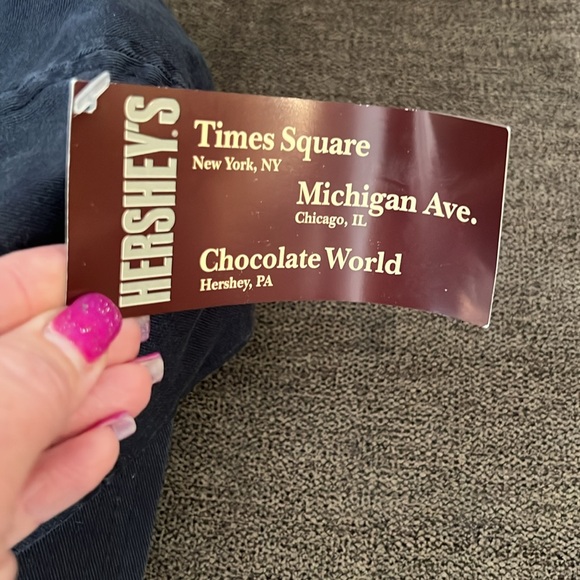 HERSHEY'S
Times Square
New York, NY
Michigan Ave.
Chicago, IL
Chocolate World
Hershey, PA